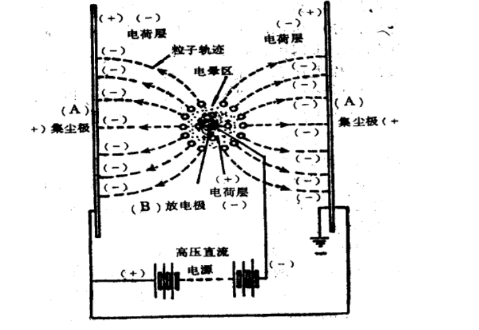 (+) (-) (-) (+)
电荷层 电荷层
(-) 粒子轨迹 (-)
(-) 电晕区 (-)
(-) (-)
(A) (A)
+)集尘极 集尘极(+
(-) (-)
(-) (-)
(-) (-)
(+)
(-) 电荷层 (-)
(B)放电极 (-) (-)
高压直流
(+) 电源 (-)